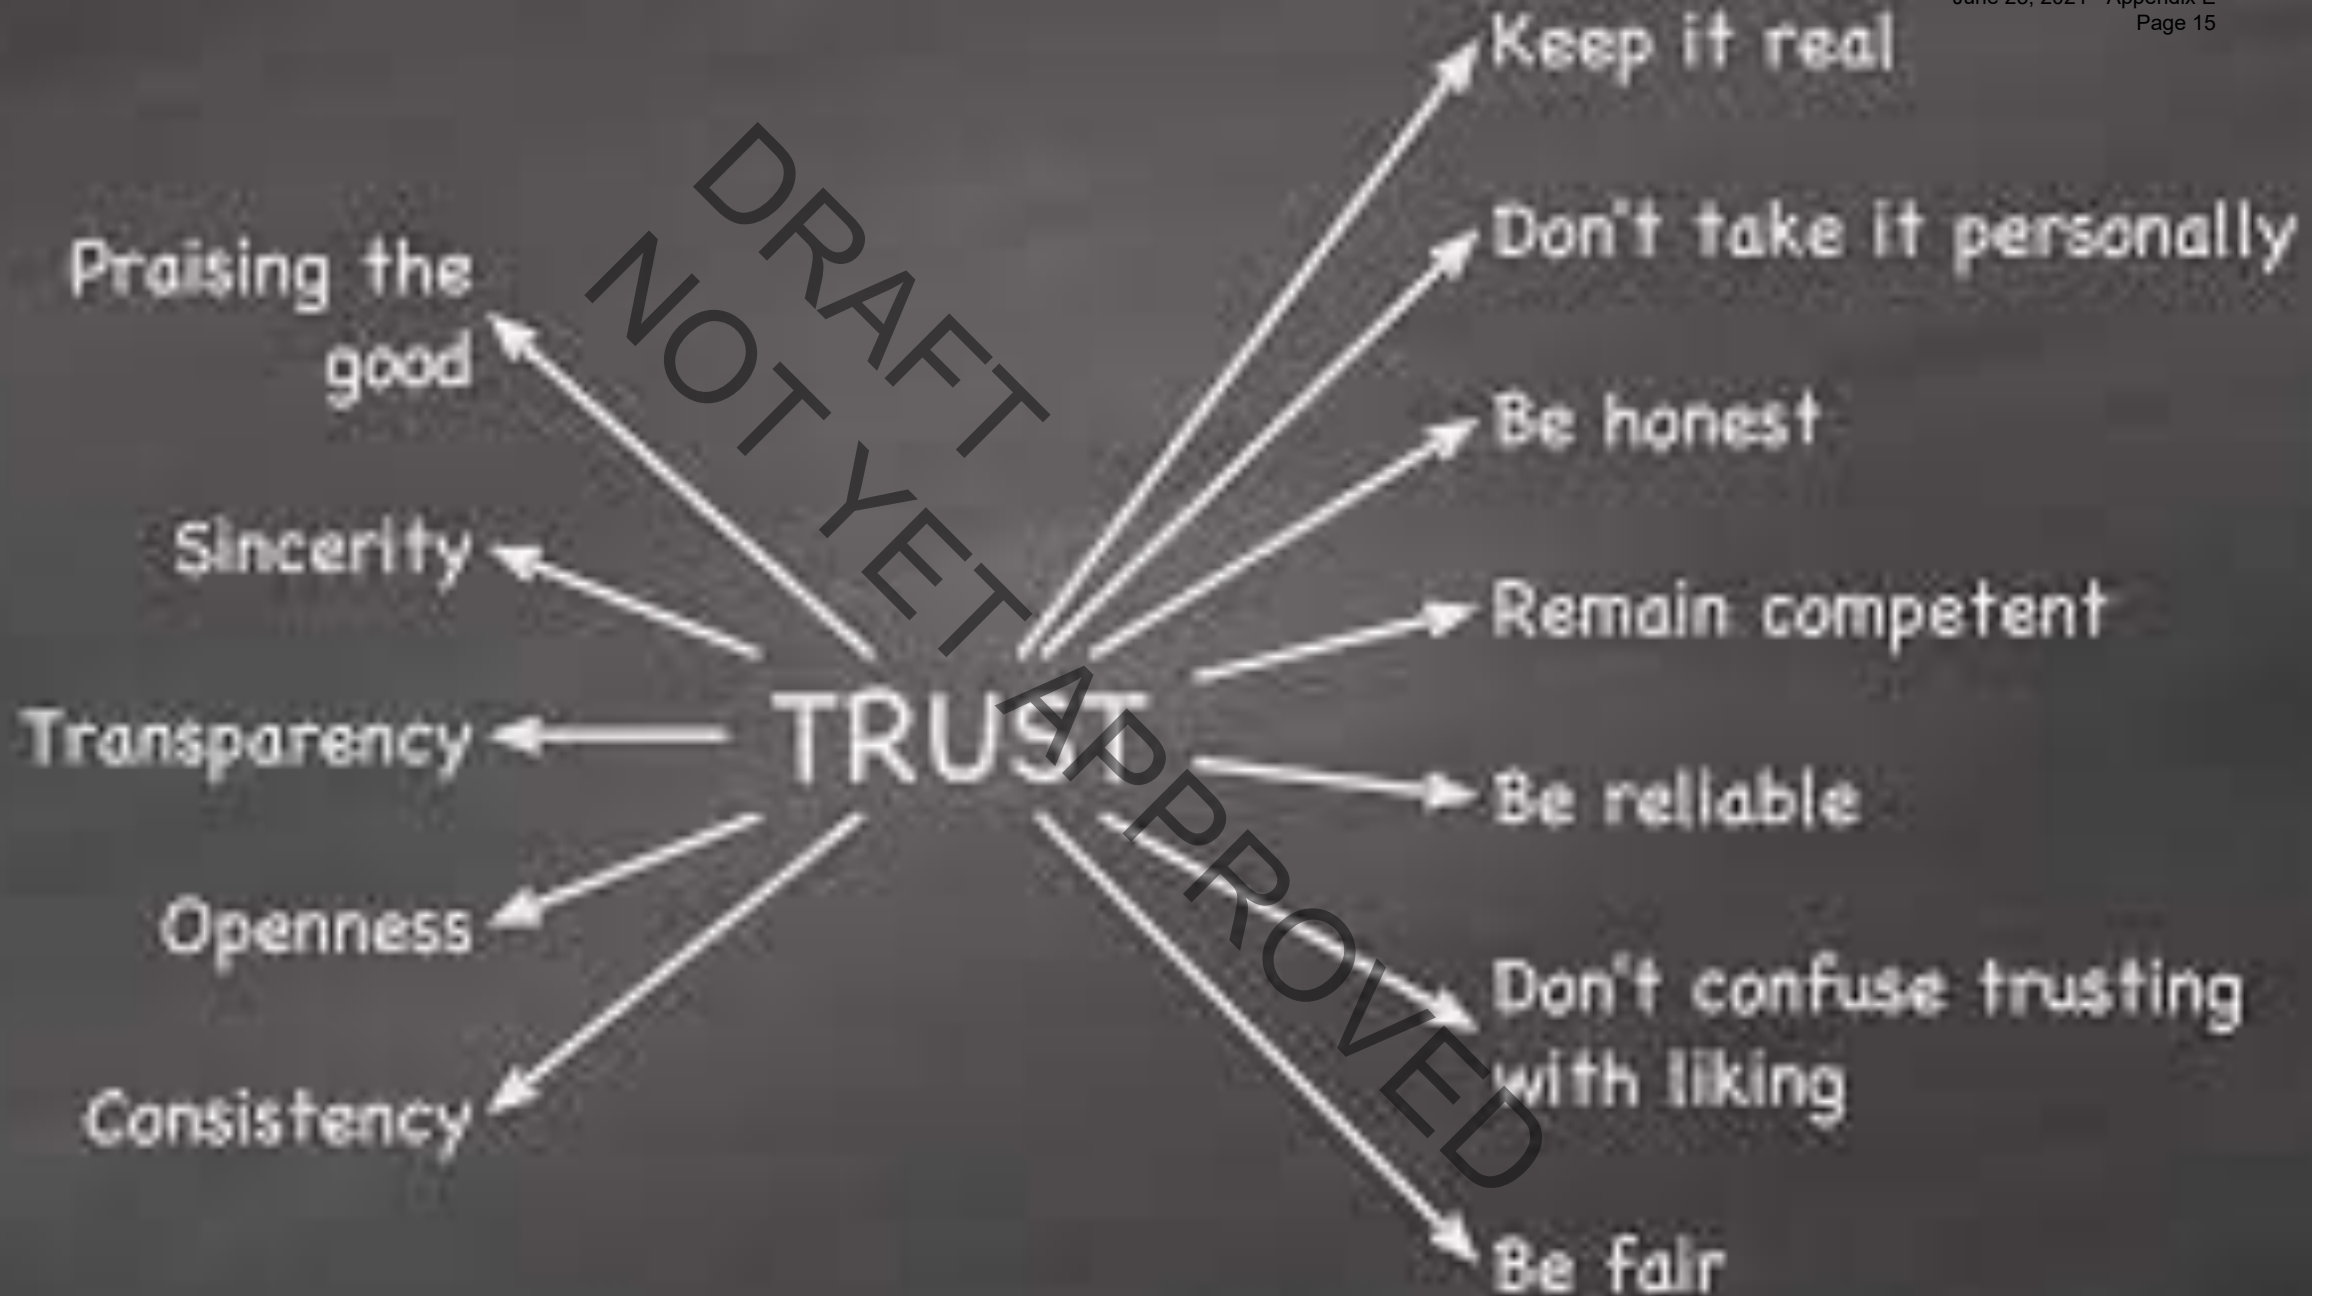 Page 15
Keep it real
Don't take it personally
Be honest
Remain competent
Be reliable
Don't confuse trusting
with liking
Be fair
TRUST
Praising the
good
Sincerity
Transparency
Openness
Consistency
DRAFT
NOT YET APPROVED